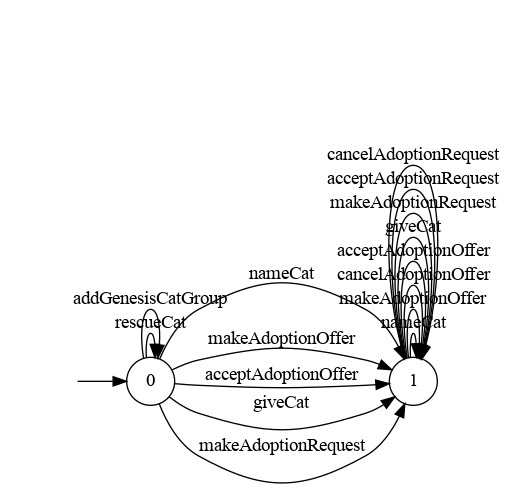 cancelAdoptionRequest
acceptAdoptionRequest
makeAdoptionRequest
giveCat
acceptAdoptionOffer
cancelAdoptionOffer
makeAdoptionOffer
nameCat
nameCat
addGenesisCatGroup
rescueCat
makeAdoptionOffer
acceptAdoptionOffer
giveCat
makeAdoptionRequest
0
1